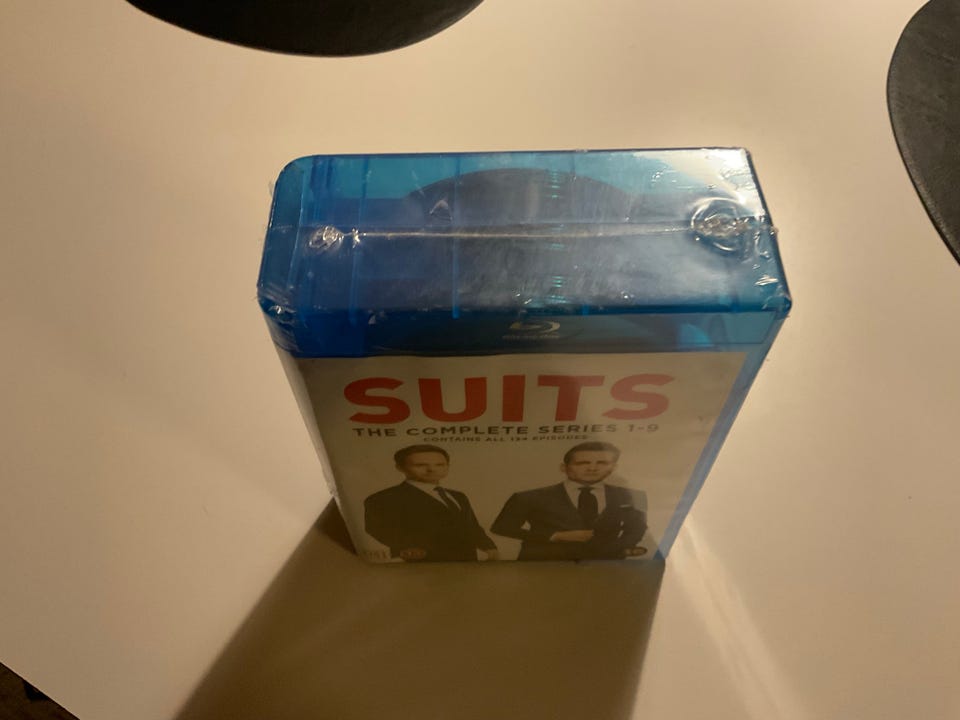 SUITS
THE COMPLETE SERIES 1-9
CONTAINS ALL 134 EPISODES